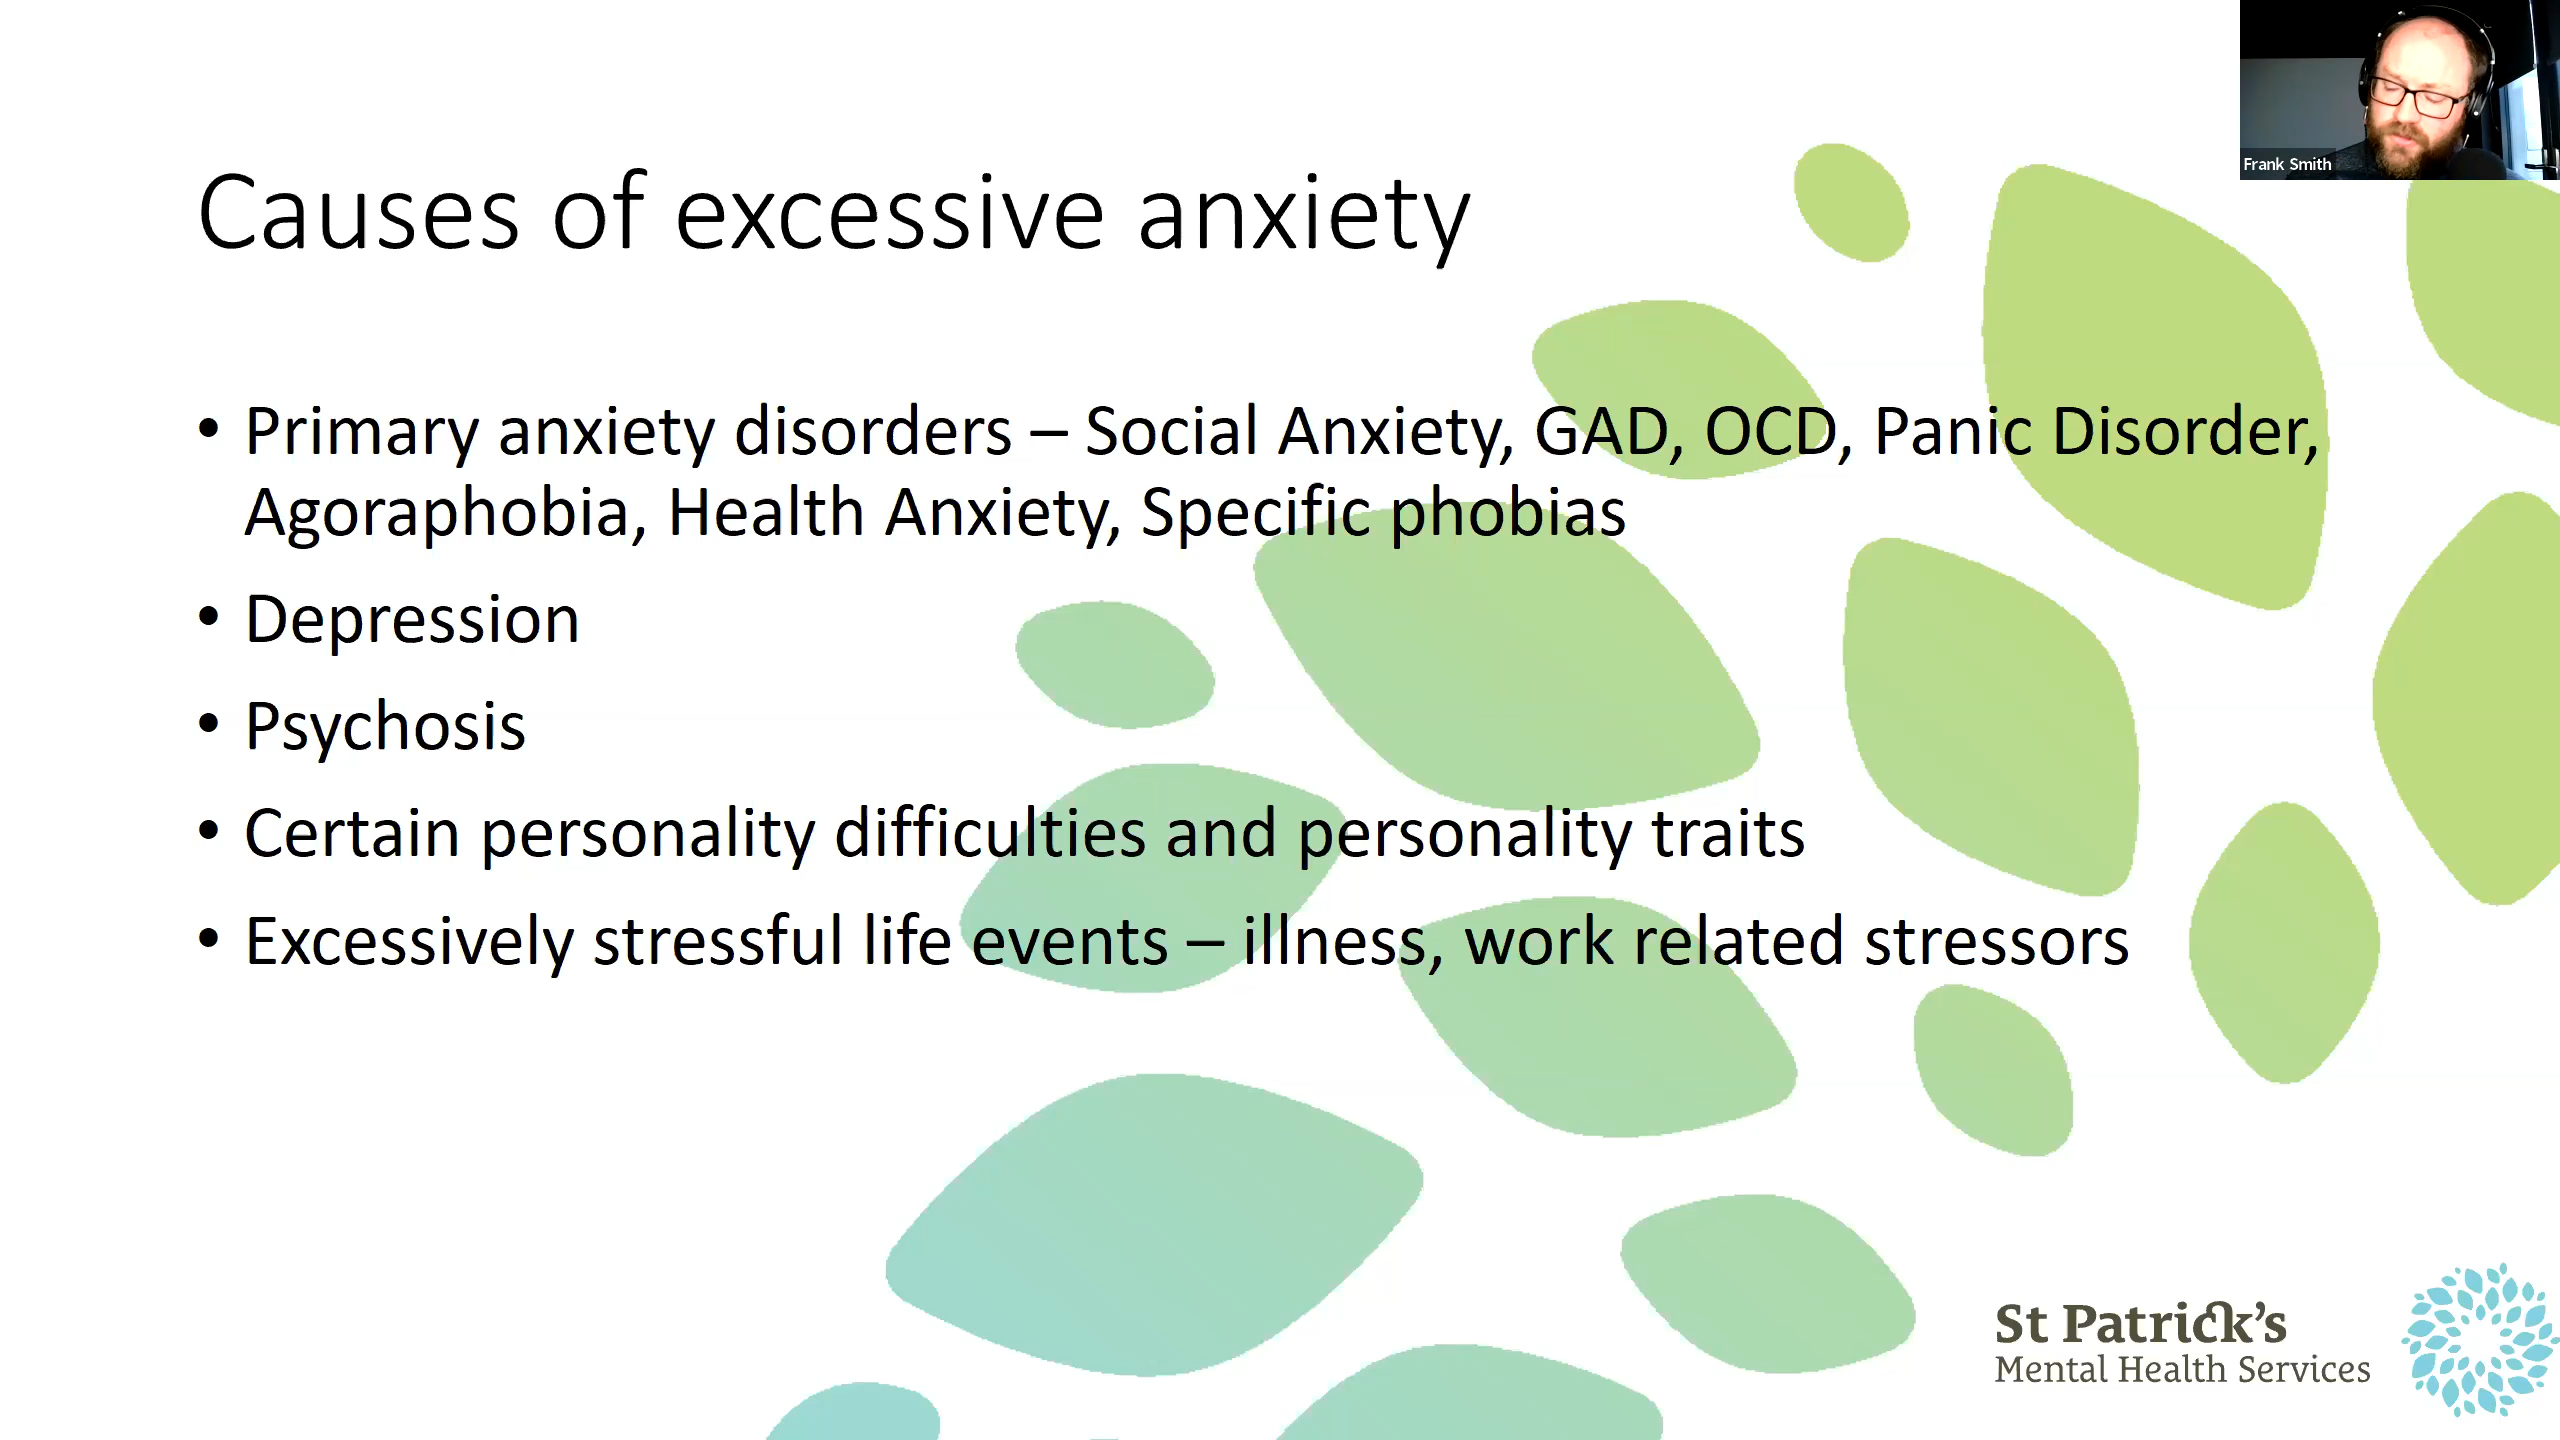 Frank Smith
Causes of excessive anxiety
• Primary anxiety disorders – Social Anxiety, GAD, OCD, Panic Disorder,
Agoraphobia, Health Anxiety, Specific phobias
• Depression
• Psychosis
• Certain personality difficulties and personality traits
• Excessively stressful life events – illness, work related stressors
St Patrick's
Mental Health Services